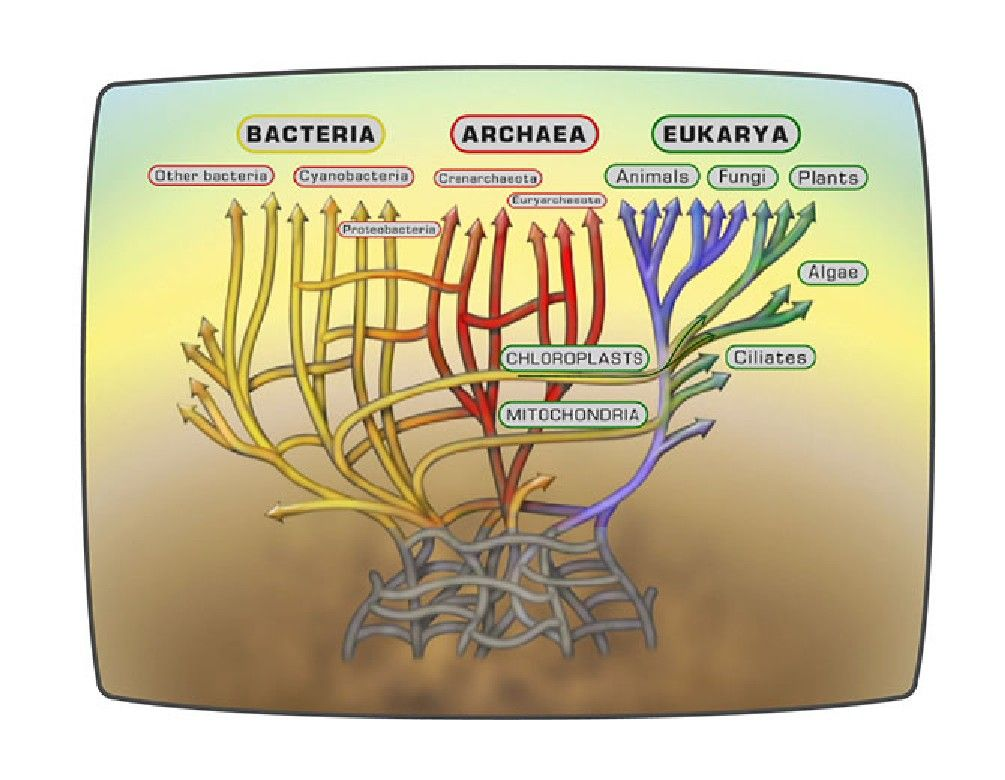 BACTERIA
ARCHAEA
EUKARYA
Other bacteria
Cyanobacteria
Crenarchaeota
Animals
Fungi
Plants
Euryarchaeota
Proteobacteria
Algae
CHLOROPLASTS
Ciliates
MITOCHONDRIA